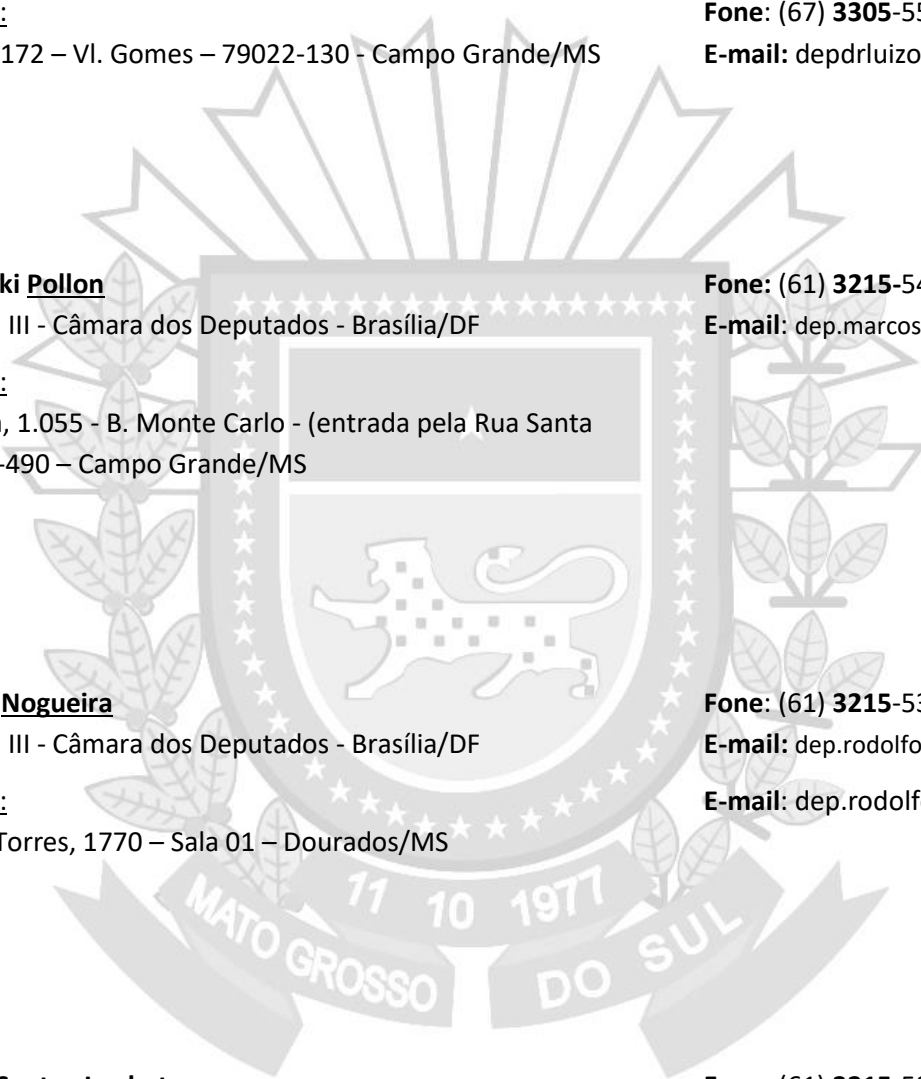 :
Fone: (67) 3305-55
172 – Vl. Gomes – 79022-130 - Campo Grande/MS
E-mail: depdrluizo
ki Pollon
Fone: (61) 3215-54
III - Câmara dos Deputados - Brasília/DF
E-mail: dep.marcos
:
, 1.055 - B. Monte Carlo - (entrada pela Rua Santa
-490 – Campo Grande/MS
Nogueira
Fone: (61) 3215-53
III - Câmara dos Deputados - Brasília/DF
E-mail: dep.rodolfo
:
E-mail: dep.rodolf
Torres, 1770 – Sala 01 – Dourados/MS
11 10 1977
MATO GROSSO DO SUL